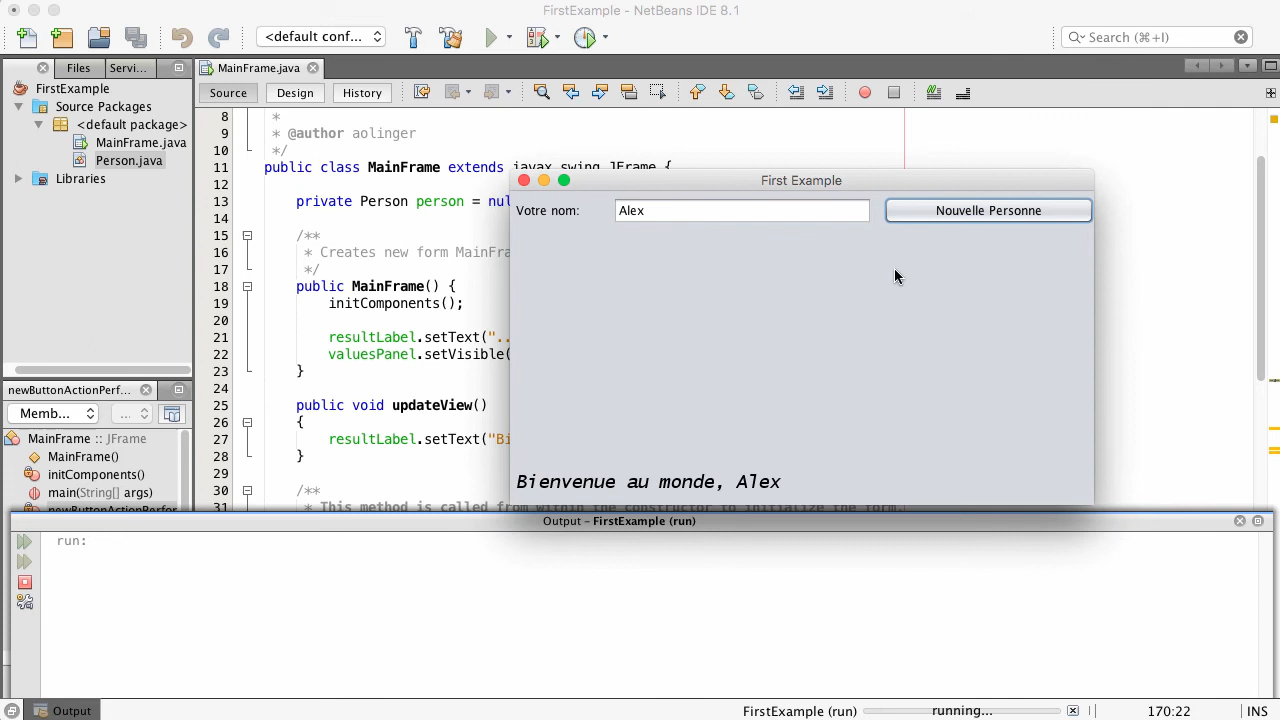 FirstExample - NetBeans IDE 8.1
<default conf...
Search (⌘+I)
Files
Servi...
MainFrame.java
FirstExample
Source Packages
<default package>
MainFrame.java
Person.java
Libraries
Source
Design
History
8 *
9 * @author aolinger
10 */
11 public class MainFrame extends javax.swing.JFrame {
12
13 private Person person = nul
14
15 /**
16 * Creates new form MainFra
17 */
18 public MainFrame() {
19 initComponents();
20
21 resultLabel.setText("..
22 valuesPanel.setVisible(
23 }
24
25 public void updateView()
26 {
27 resultLabel.setText("Bi
28 }
29
30 /**
31 * This method is called from within the constructor to initialize the form.
First Example
Votre nom:
Alex
Nouvelle Personne
Bienvenue au monde, Alex
newButtonActionPerf...
Memb...
...
MainFrame :: JFrame
MainFrame()
initComponents()
main(String[] args)
newButtonActionPerfor
Output – FirstExample (run)
run:
Output
FirstExample (run)
running...
170:22
INS